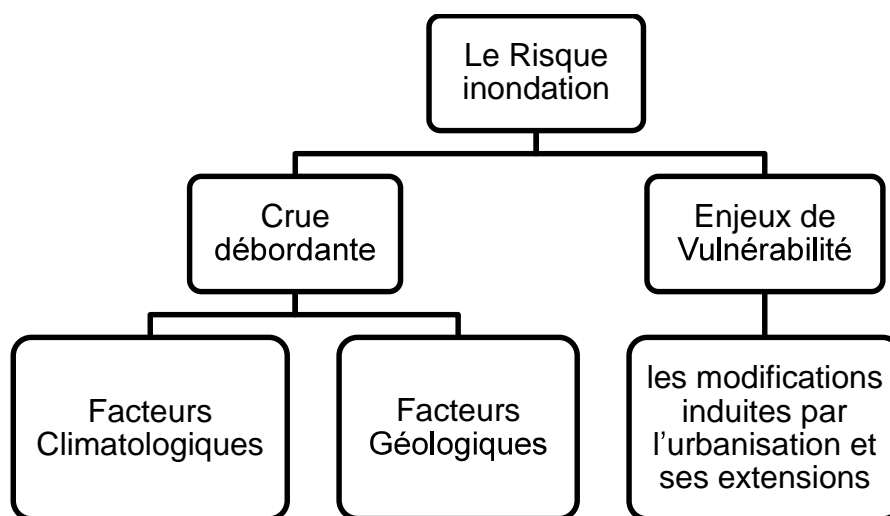 Le Risque
inondation
Crue
débordante
Enjeux de
Vulnérabilité
Facteurs
Climatologiques
Facteurs
Géologiques
les modifications
induites par
l’urbanisation et
ses extensions